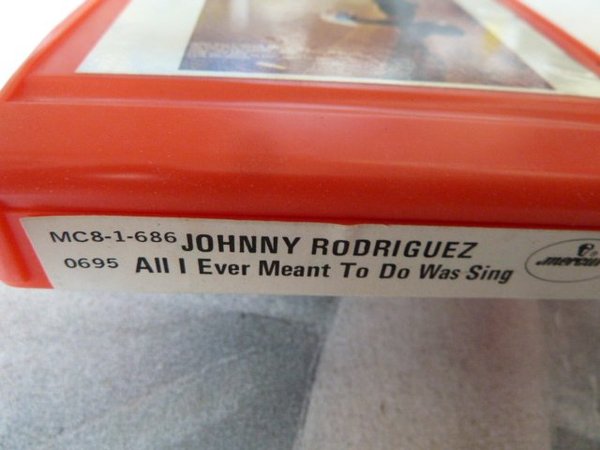 MC8-1-686 JOHNNY RODRIGUEZ
0695 All I Ever Meant To Do Was Sing